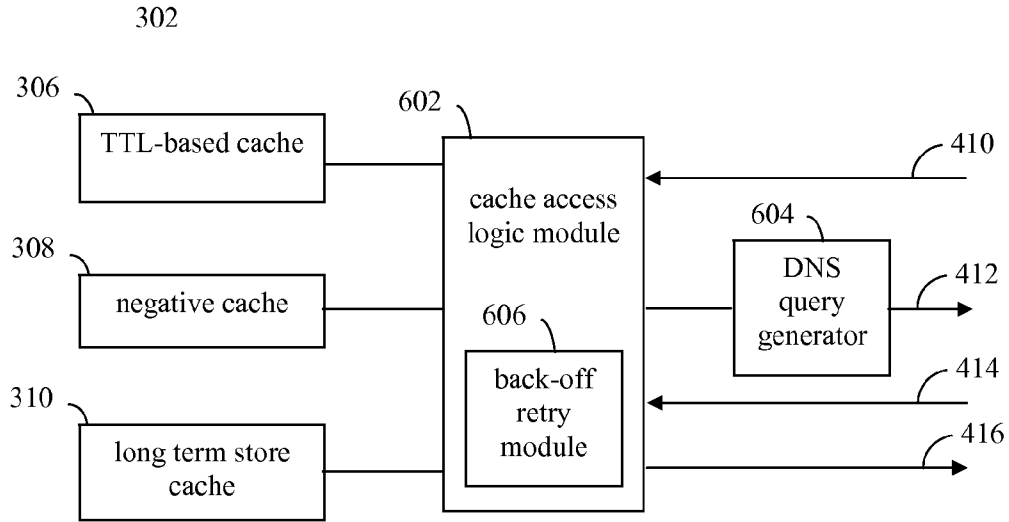 302
306
TTL-based cache
308
negative cache
310
long term store
cache
602
cache access
logic module
606
back-off
retry
module
604
DNS
query
generator
410
412
414
416